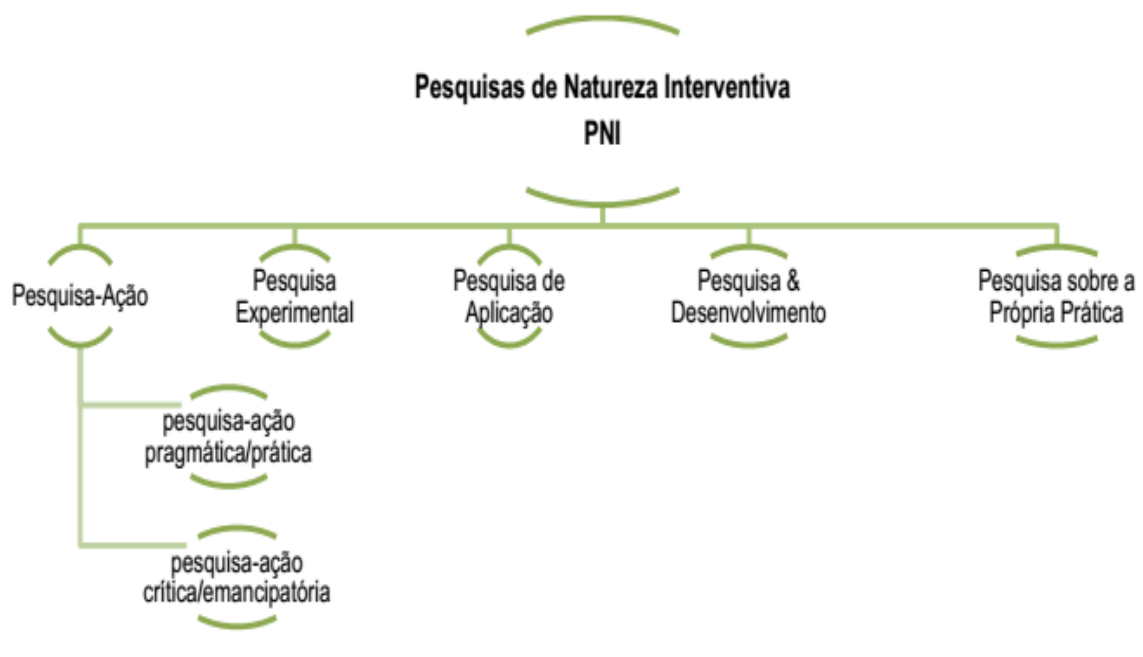 Pesquisas de Natureza Interventiva
PNI
Pesquisa-Ação
Pesquisa
Experimental
Pesquisa de
Aplicação
Pesquisa &
Desenvolvimento
Pesquisa sobre a
Própria Prática
pesquisa-ação
pragmática/prática
pesquisa-ação
crítica/emancipatória